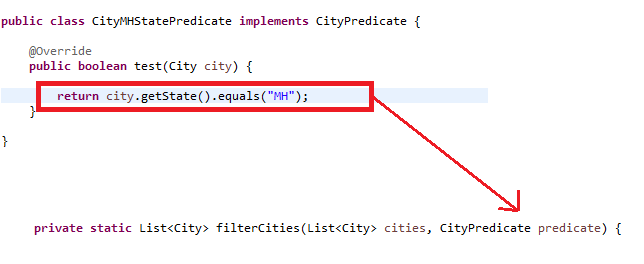 public class CityMHStatePredicate implements CityPredicate {
@Override
public boolean test(City city) {
return city.getState().equals("MH");
}
}
private static List<City> filterCities(List<City> cities, CityPredicate predicate) {